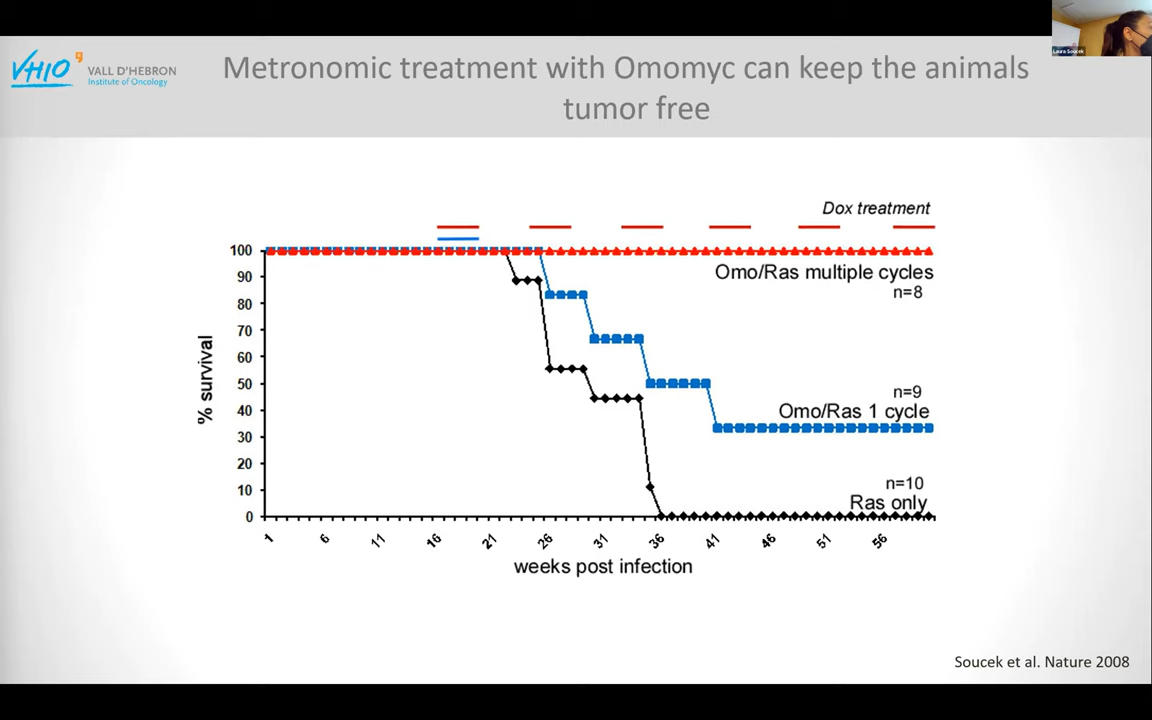 Laura Soucek
VHIO
VALL D'HEBRON
Institute of Oncology
Metronomic treatment with Omomyc can keep the animals
tumor free
Dox treatment
100
90
80
70
60
50
40
30
20
10
0
% survival
Omo/Ras multiple cycles
n=8
n=9
Omo/Ras 1 cycle
n=10
Ras only
1 6 11 16 21 26 31 36 41 46 51 56
weeks post infection
Soucek et al. Nature 2008